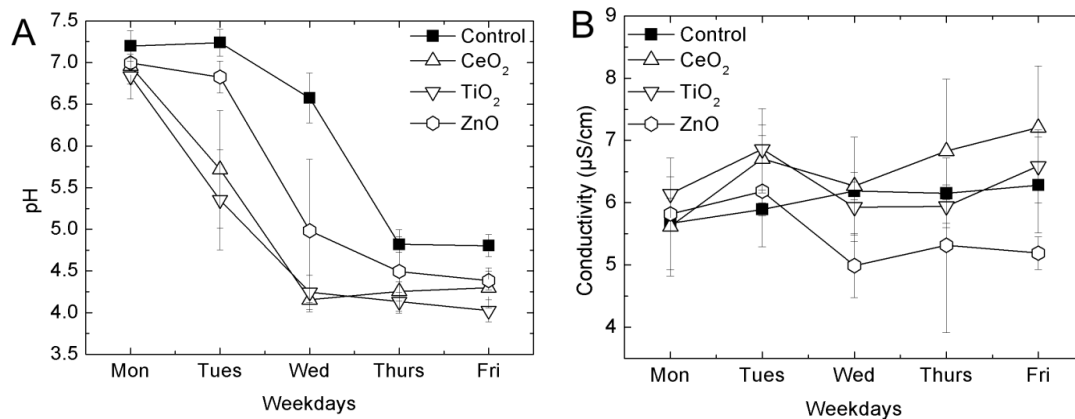 A
7.5
7.0
6.5
6.0
5.5
5.0
4.5
4.0
3.5
pH
Mon Tues Wed Thurs Fri
Weekdays
Control
CeO₂
TiO₂
ZnO
B
9
8
7
6
5
4
Conductivity (µS/cm)
Mon Tues Wed Thurs Fri
Weekdays
Control
CeO₂
TiO₂
ZnO